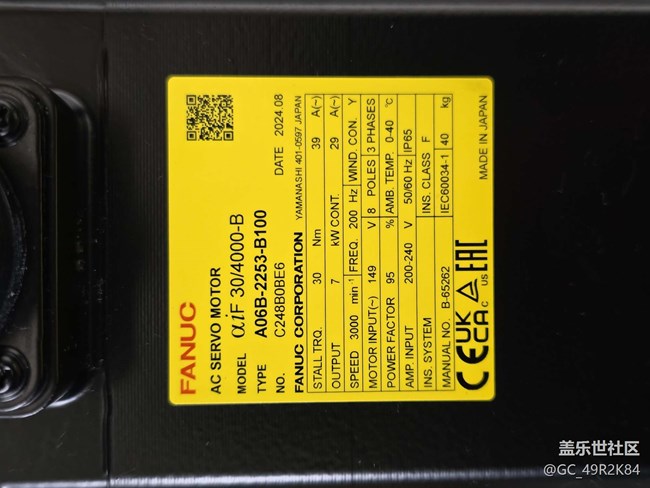 FANUC
AC SERVO MOTOR
MODEL αiF 30/4000-B
TYPE A06B-2253-B100
NO. C248B0BE6 DATE 2024.08
FANUC CORPORATION YAMANASHI 401-0597 JAPAN
STALL TRQ. 30 Nm 39 A(~)
OUTPUT 7 kW CONT. 29 A(~)
SPEED 3000 min⁻¹ FREQ. 200 Hz WIND. CON. Y
MOTOR INPUT(~) 149 V 8 POLES 3 PHASES
POWER FACTOR 95 % AMB. TEMP. 0-40 °C
AMP. INPUT 200-240 V 50/60 Hz IP65
INS. SYSTEM INS. CLASS F
MANUAL NO. B-65262 IEC60034-1 40 kg
CE UK CA C US EAC
MADE IN JAPAN
盖乐世社区
@GC_49R2K84